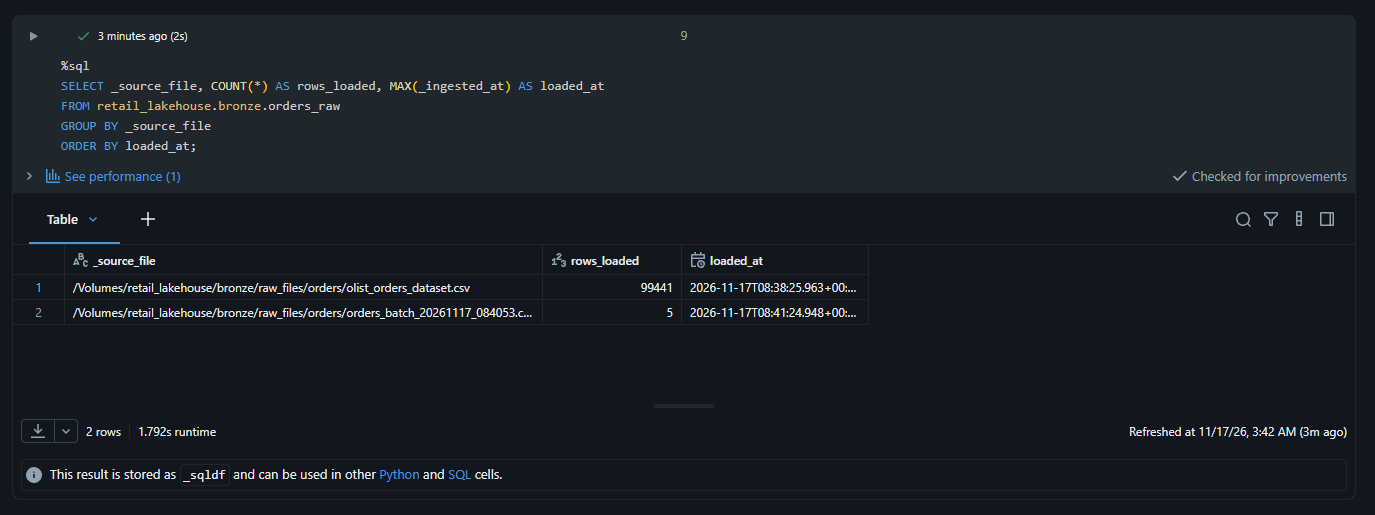 3 minutes ago (2s)
9
%sql
SELECT _source_file, COUNT(*) AS rows_loaded, MAX(_ingested_at) AS loaded_at
FROM retail_lakehouse.bronze.orders_raw
GROUP BY _source_file
ORDER BY loaded_at;
See performance (1)
Checked for improvements
Table
_source_file rows_loaded loaded_at
1 /Volumes/retail_lakehouse/bronze/raw_files/orders/olist_orders_dataset.csv 99441 2026-11-17T08:38:25.963+00:...
2 /Volumes/retail_lakehouse/bronze/raw_files/orders/orders_batch_20261117_084053.c... 5 2026-11-17T08:41:24.948+00:...
2 rows 1.792s runtime
Refreshed at 11/17/26, 3:42 AM (3m ago)
This result is stored as _sqldf and can be used in other Python and SQL cells.